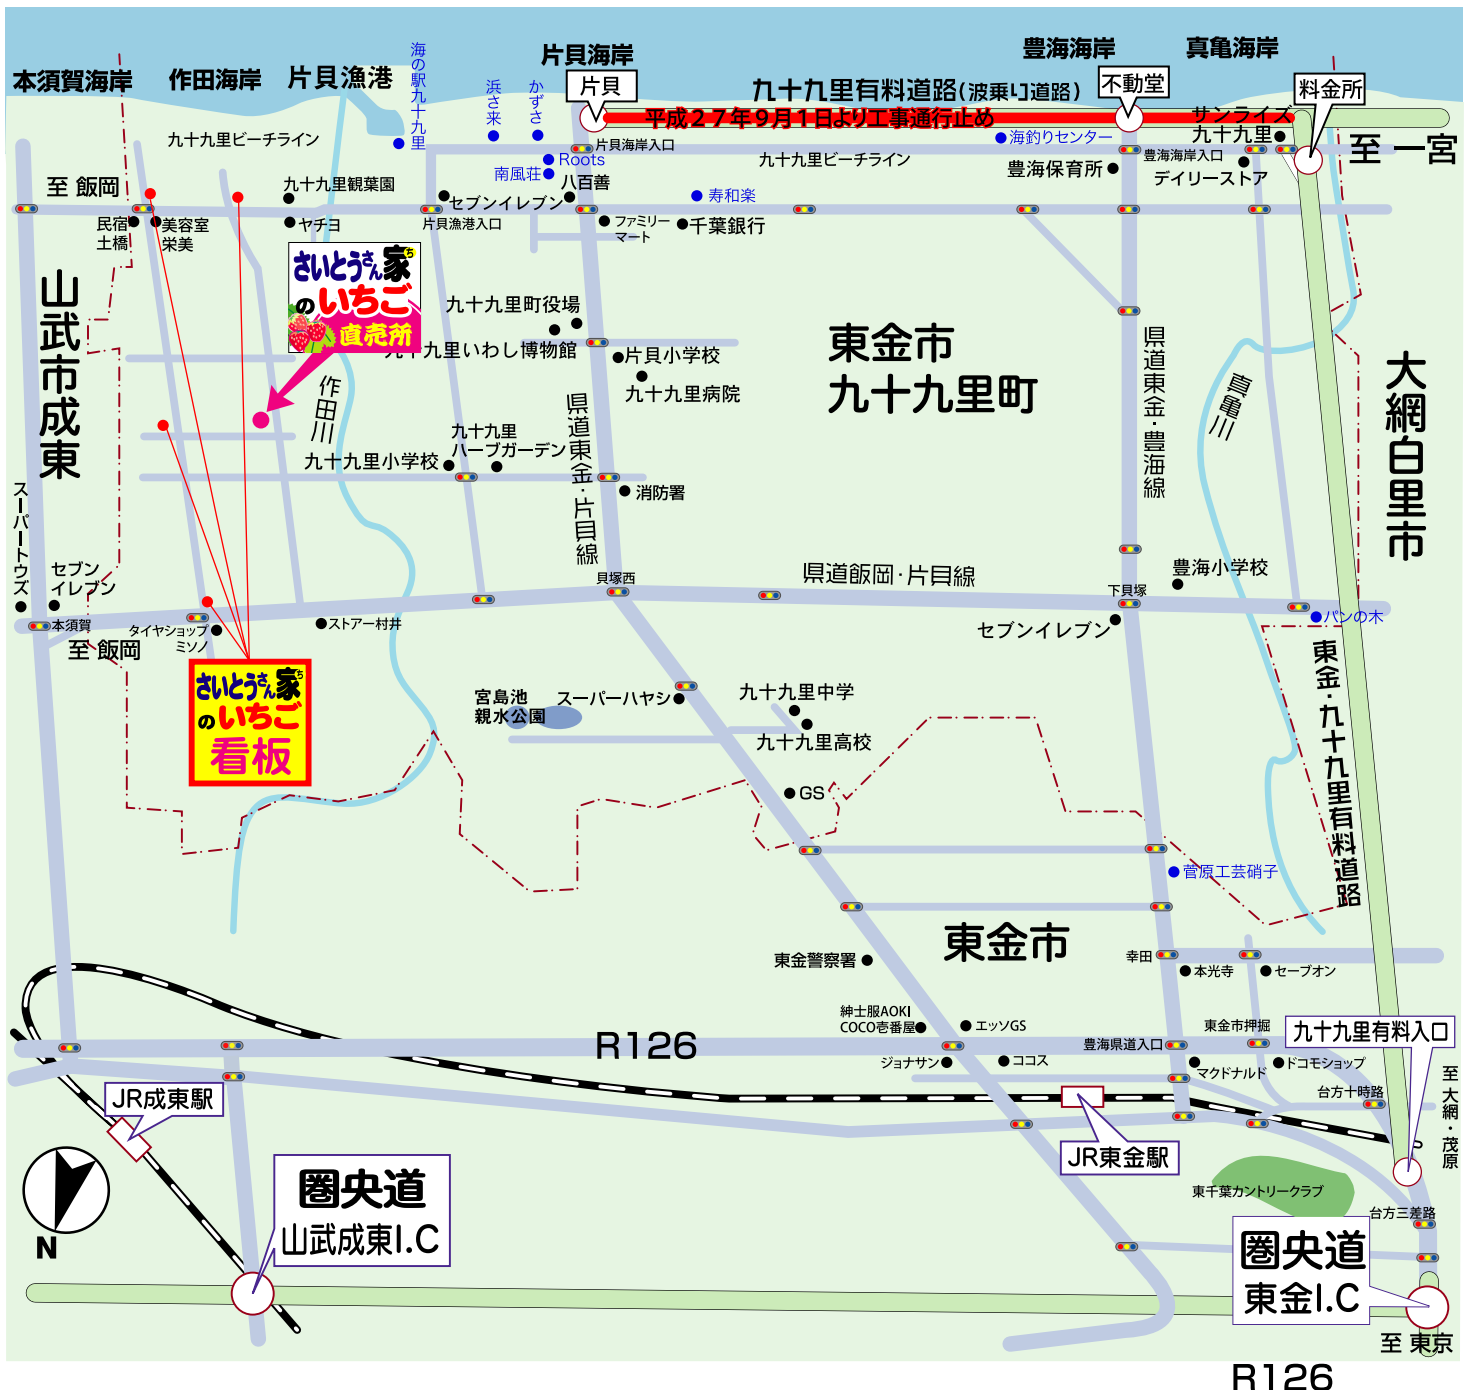 本須賀海岸
作田海岸
片貝漁港
海の駅九十九里
浜さ来
かずさ
片貝海岸
片貝
九十九里有料道路(波乗り道路)
豊海海岸
不動堂
真亀海岸
料金所
平成27年9月1日より工事通行止め
サンライズ
九十九里
至 一宮
九十九里ビーチライン
片貝海岸入口
Roots
南風荘
九十九里ビーチライン
海釣りセンター
豊海保育所
豊海海岸入口
デイリーストア
至 飯岡
九十九里観葉園
セブンイレブン
八百善
寿和楽
民宿
土橋
美容室
栄美
ヤチヨ
片貝漁港入口
ファミリー
マート
千葉銀行
さいとうさん家
ち
のいちご
直売所
山武市成東
九十九里町役場
九十九里いわし博物館
片貝小学校
九十九里病院
東金市
九十九里町
県道東金・豊海線
真亀川
大網白里市
作田川
県道東金・片目線
九十九里
ハーブガーデン
九十九里小学校
消防署
スーパートウズ
セブン
イレブン
本須賀
至 飯岡
タイヤショップ
ミソノ
ストアー村井
貝塚西
県道飯岡・片目線
下貝塚
豊海小学校
セブンイレブン
パンの木
東金・九十九里有料道路
さいとうさん家
ち
のいちご
看板
宮島池
親水公園
スーパーハヤシ
九十九里中学
九十九里高校
GS
菅原工芸硝子
東金市
東金警察署
幸田
本光寺
セーブオン
紳士服AOKI
COCO壱番屋
エッソGS
東金市押堀
九十九里有料入口
R126
ジョナサン
ココス
豊海県道入口
マクドナルド
ドコモショップ
台方十時路
至 大網・茂原
JR成東駅
JR東金駅
N
圏央道
山武成東I.C
東千葉カントリークラブ
台方三差路
圏央道
東金I.C
至 東京
R126